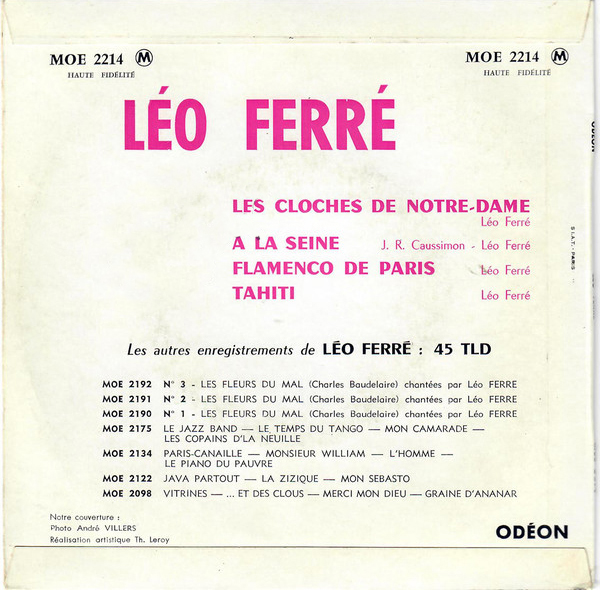 MOE 2214 M
HAUTE FIDÉLITÉ
MOE 2214 M
HAUTE FIDÉLITÉ
LÉO FERRÉ
LES CLOCHES DE NOTRE-DAME
Léo Ferré
A LA SEINE J. R. Caussimon - Léo Ferré
FLAMENCO DE PARIS Léo Ferré
TAHITI Léo Ferré
Les autres enregistrements de LÉO FERRÉ : 45 TLD
MOE 2192 N° 3 - LES FLEURS DU MAL (Charles Baudelaire) chantées par Léo FERRE
MOE 2191 N° 2 - LES FLEURS DU MAL (Charles Baudelaire) chantées par Léo FERRE
MOE 2190 N° 1 - LES FLEURS DU MAL (Charles Baudelaire) chantées par Léo FERRE
MOE 2175 LE JAZZ BAND — LE TEMPS DU TANGO — MON CAMARADE —
LES COPAINS D'LA NEUILLE
MOE 2134 PARIS-CANAILLE — MONSIEUR WILLIAM — L'HOMME —
LE PIANO DU PAUVRE
MOE 2122 JAVA PARTOUT — LA ZIZIQUE — MON SEBASTO
MOE 2098 VITRINES — ... ET DES CLOUS — MERCI MON DIEU — GRAINE D'ANANAR
Notre couverture :
Photo André VILLERS
Réalisation artistique Th. Leroy
ODÉON
ODÉON
S.I.A.T. - PARIS